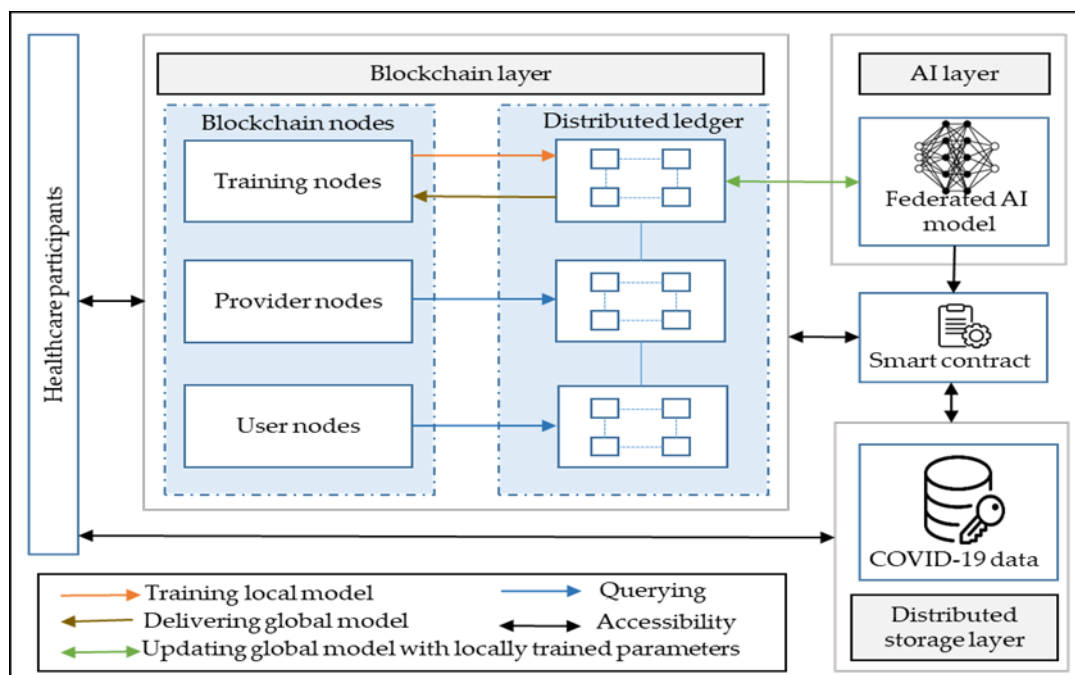 Healthcare participants
Blockchain layer
Blockchain nodes
Training nodes
Provider nodes
User nodes
Distributed ledger
AI layer
Federated AI
model
Smart contract
COVID-19 data
Distributed
storage layer
Training local model
Delivering global model
Updating global model with locally trained parameters
Querying
Accessibility